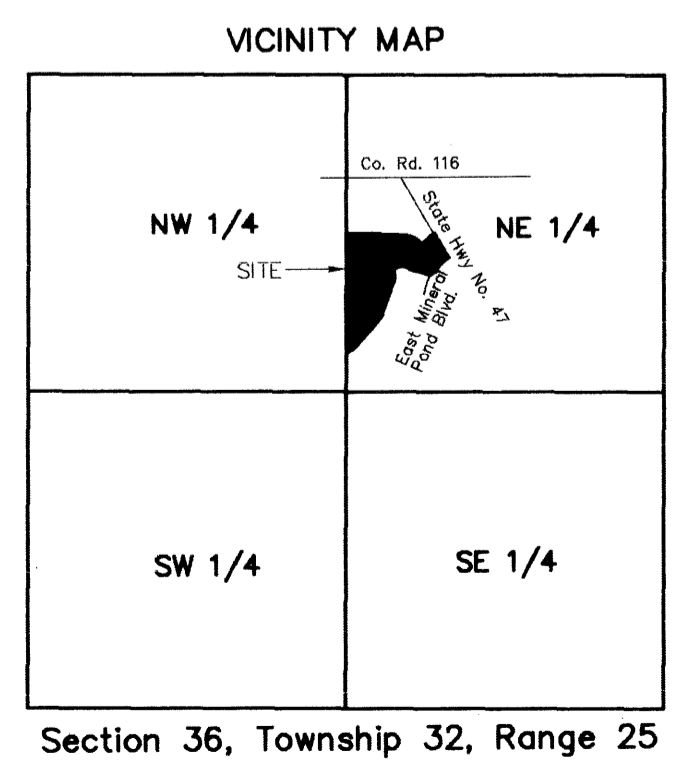 VICINITY MAP
Co. Rd. 116
NW 1/4
State Hwy No. 47
NE 1/4
SITE
East Mineral
Pond Blvd.
SW 1/4
SE 1/4
Section 36, Township 32, Range 25